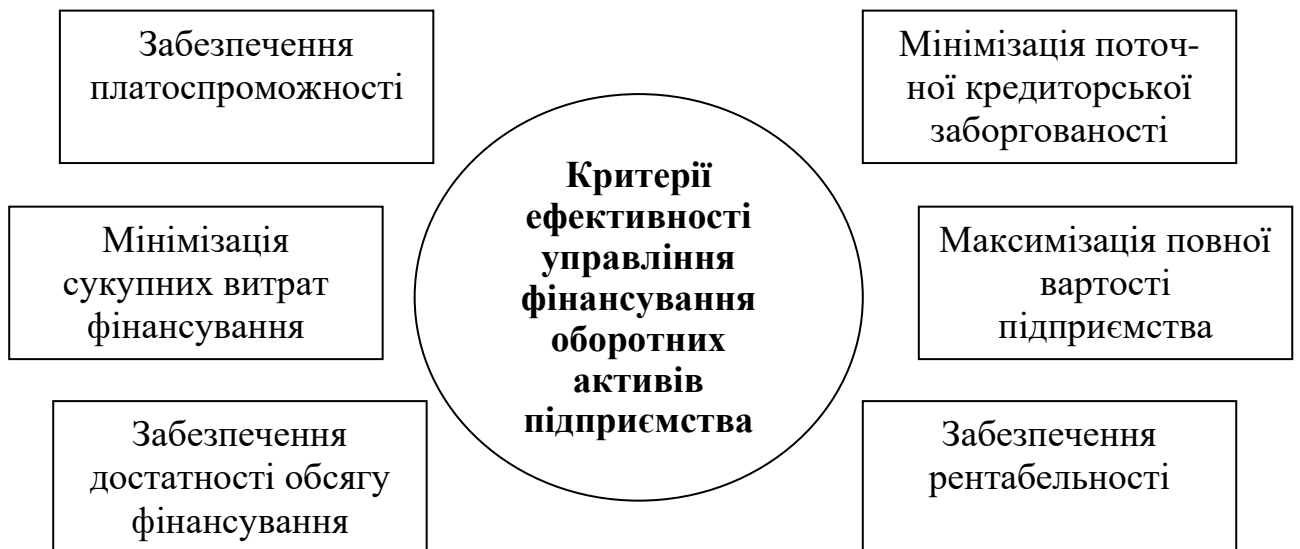 Забезпечення
платоспроможності
Мінімізація
сукупних витрат
фінансування
Забезпечення
достатності обсягу
фінансування
Критерії
ефективності
управління
фінансування
оборотних
активів
підприємства
Мінімізація поточ-
ної кредиторської
заборгованості
Максимізація повної
вартості
підприємства
Забезпечення
рентабельності